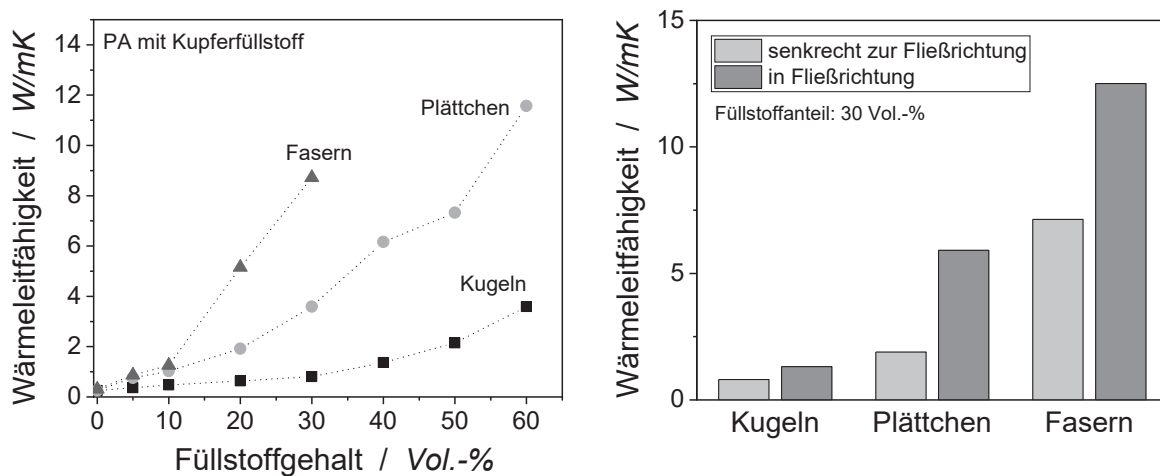 PA mit Kupferfüllstoff
Plättchen
Fasern
Kugeln
Wärmeleitfähigkeit / W/mK
14
12
10
8
6
4
2
0
0 10 20 30 40 50 60
Füllstoffgehalt / Vol.-%
senkrecht zur Fließrichtung
in Fließrichtung
Füllstoffanteil: 30 Vol.-%
Wärmeleitfähigkeit / W/mK
15
10
5
0
Kugeln Plättchen Fasern